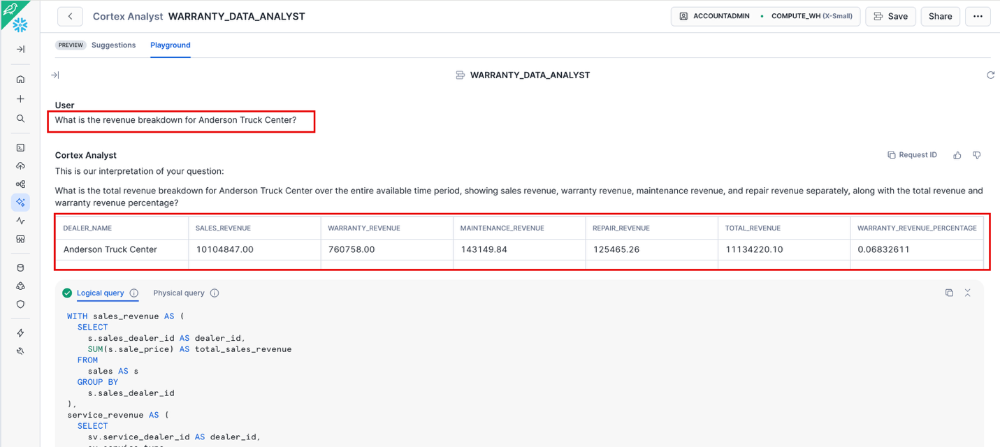 Cortex Analyst WARRANTY_DATA_ANALYST
ACCOUNTADMIN • COMPUTE_WH (X-Small)
Save
Share
PREVIEW Suggestions Playground
WARRANTY_DATA_ANALYST
User
What is the revenue breakdown for Anderson Truck Center?
Cortex Analyst
Request ID
This is our interpretation of your question:
What is the total revenue breakdown for Anderson Truck Center over the entire available time period, showing sales revenue, warranty revenue, maintenance revenue, and repair revenue separately, along with the total revenue and
warranty revenue percentage?
DEALER_NAME SALES_REVENUE WARRANTY_REVENUE MAINTENANCE_REVENUE REPAIR_REVENUE TOTAL_REVENUE WARRANTY_REVENUE_PERCENTAGE
Anderson Truck Center 10104847.00 760758.00 143149.84 125465.26 11134220.10 0.06832611
Logical query Physical query
WITH sales_revenue AS (
SELECT
s.sales_dealer_id AS dealer_id,
SUM(s.sale_price) AS total_sales_revenue
FROM
sales AS s
GROUP BY
s.sales_dealer_id
),
service_revenue AS (
SELECT
sv.service_dealer_id AS dealer_id,